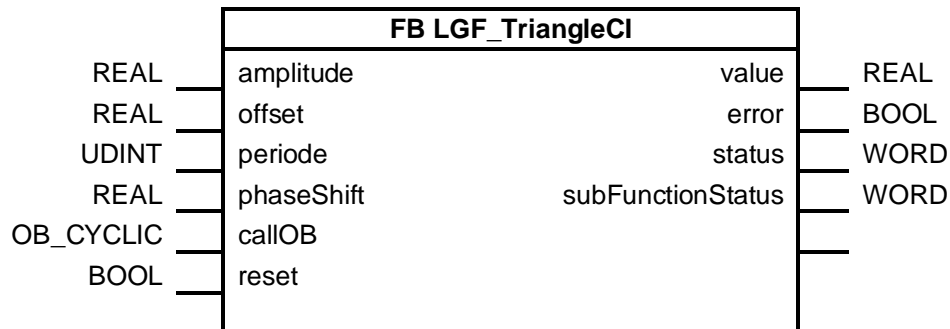 FB LGF_TriangleCI
REAL amplitude value REAL
REAL offset error BOOL
UDINT periode status WORD
REAL phaseShift subFunctionStatus WORD
OB_CYCLIC callOB
BOOL reset